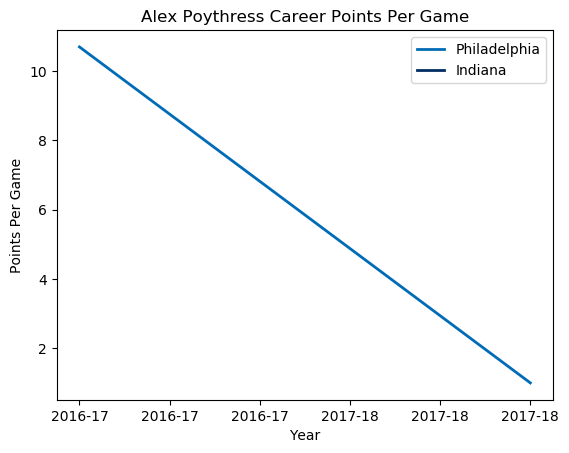 Alex Poythress Career Points Per Game
Philadelphia
Indiana
10
8
6
4
2
Points Per Game
2016-17 2016-17 2016-17 2017-18 2017-18 2017-18
Year